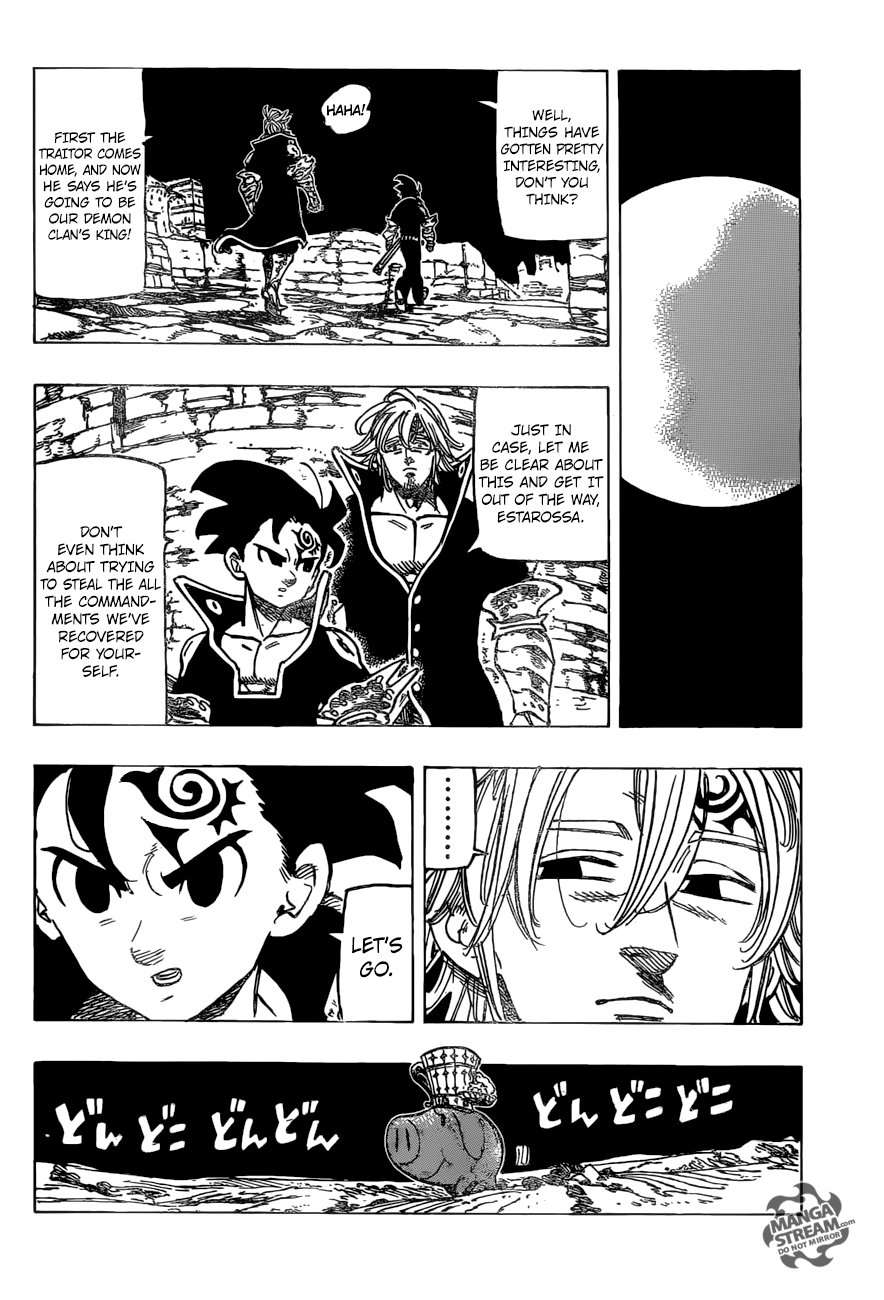 WELL,
THINGS HAVE
GOTTEN PRETTY
INTERESTING,
DON'T YOU
THINK?
HAHA!
FIRST THE
TRAITOR COMES
HOME, AND NOW
HE SAYS HE'S
GOING TO BE
OUR DEMON
CLAN'S KING!
JUST IN
CASE, LET ME
BE CLEAR ABOUT
THIS AND GET IT
OUT OF THE WAY,
ESTAROSSA.
DON'T
EVEN THINK
ABOUT TRYING
TO STEAL THE ALL
THE COMMAND-
MENTS WE'VE
RECOVERED
FOR YOUR-
SELF.
........
LET'S
GO.
どんどこどんどん
どんどこどこ
MANGA
STREAM.com
DO NOT MIRROR